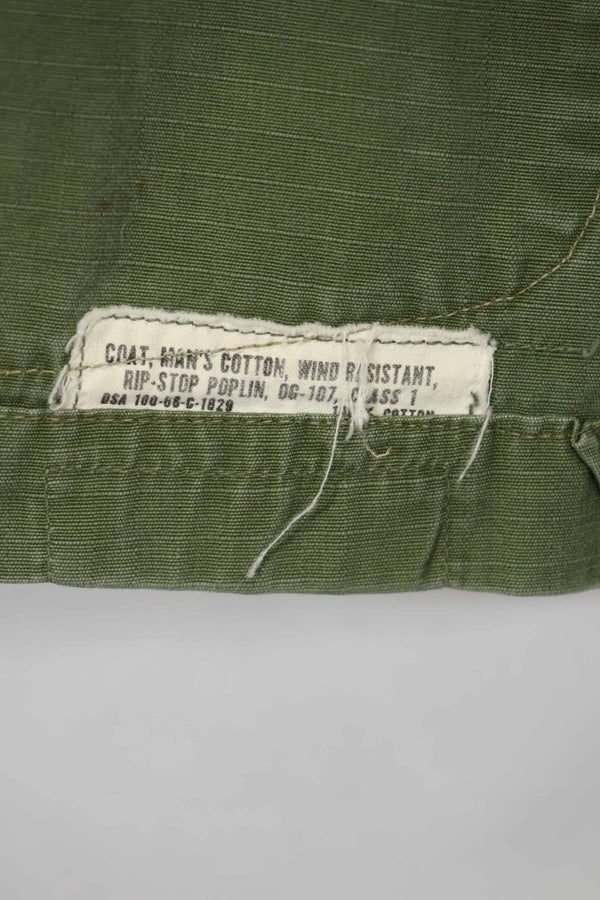 COAT, MAN'S COTTON, WIND RESISTANT,
RIP-STOP POPLIN, OG-107, CLASS 1
DSA 100-68-C-1829 COTTON